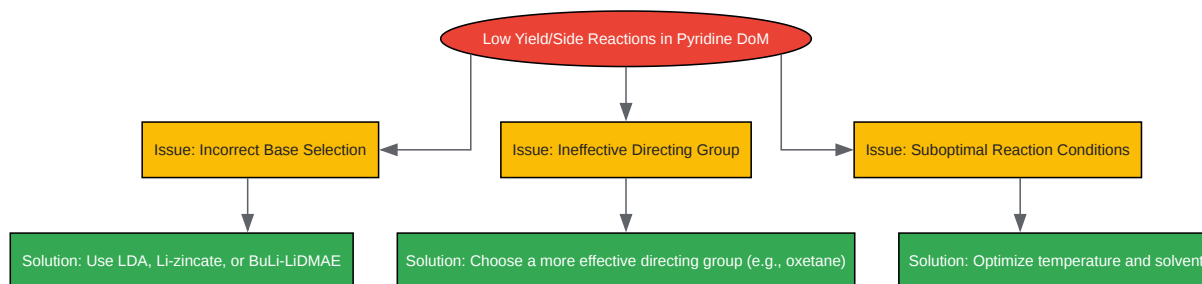 Low Yield/Side Reactions in Pyridine DoM
Issue: Incorrect Base Selection
Issue: Ineffective Directing Group
Issue: Suboptimal Reaction Conditions
Solution: Use LDA, Li-zincate, or BuLi-LiDMAE
Solution: Choose a more effective directing group (e.g., oxetane)
Solution: Optimize temperature and solvent